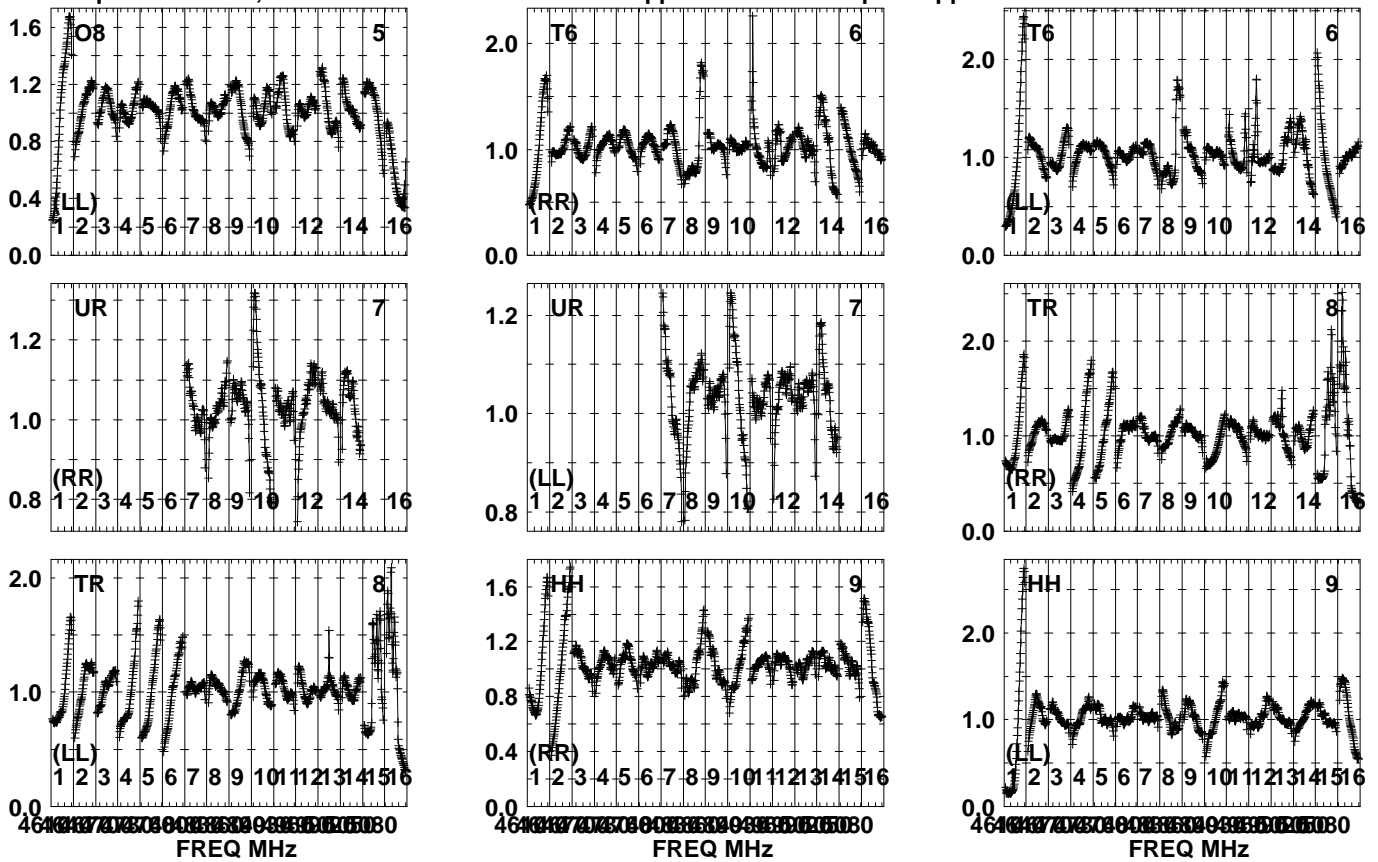 1.6 O8 5
1.2
0.8
0.4 (LL)
1 2 3 4 5 6 7 8 9 10 12 14 16
0.0
T6 6
2.0
1.0
(RR)
1 2 3 4 5 6 7 8 9 10 12 14 16
0.0
T6 6
2.0
1.0
(LL)
1 2 3 4 5 6 7 8 9 10 12 14 16
0.0
UR 7
1.2
1.0
(RR)
0.8 1 2 3 4 5 6 7 8 9 10 12 14 16
UR 7
1.2
1.0
(LL)
0.8 1 2 3 4 5 6 7 8 9 10 12 14 16
TR 8
2.0
1.0
(RR)
1 2 3 4 5 6 7 8 9 10 12 14 16
0.0
2.0 TR 8
1.0
(LL)
1 2 3 4 5 6 7 8 9 10 11 12 13 14 15 16
0.0
FREQ MHz
1.6 HH 9
1.2
0.8
0.4 (RR)
1 2 3 4 5 6 7 8 9 10 11 12 13 14 15 16
0.0
FREQ MHz
HH 9
2.0
1.0
(LL)
1 2 3 4 5 6 7 8 9 10 11 12 13 14 15 16
0.0
FREQ MHz